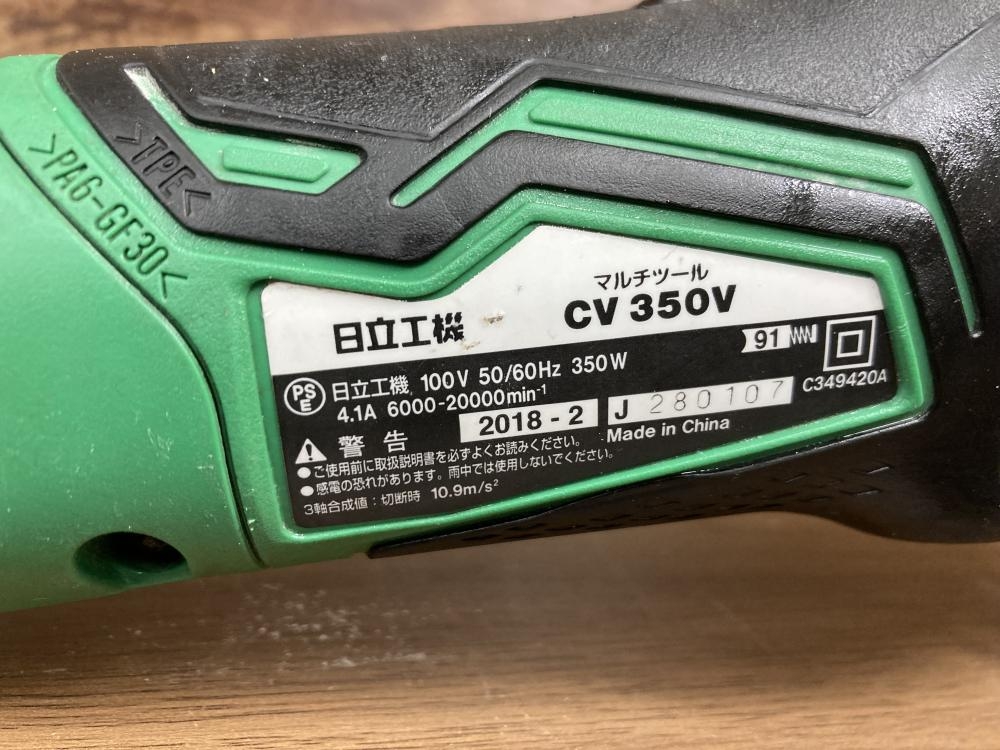 >TPE<
>PA6-GF30<
マルチツール
日立工機 CV 350V
91
PSE 日立工機 100V 50/60Hz 350W
C349420A
4.1A 6000-20000min-1
2018 - 2 J 280107
警告 Made in China
●ご使用前に取扱説明書を必ずよくお読みください。
●感電の恐れがあります。雨中では使用しないでください。
3軸合成値：切断時 10.9m/s²